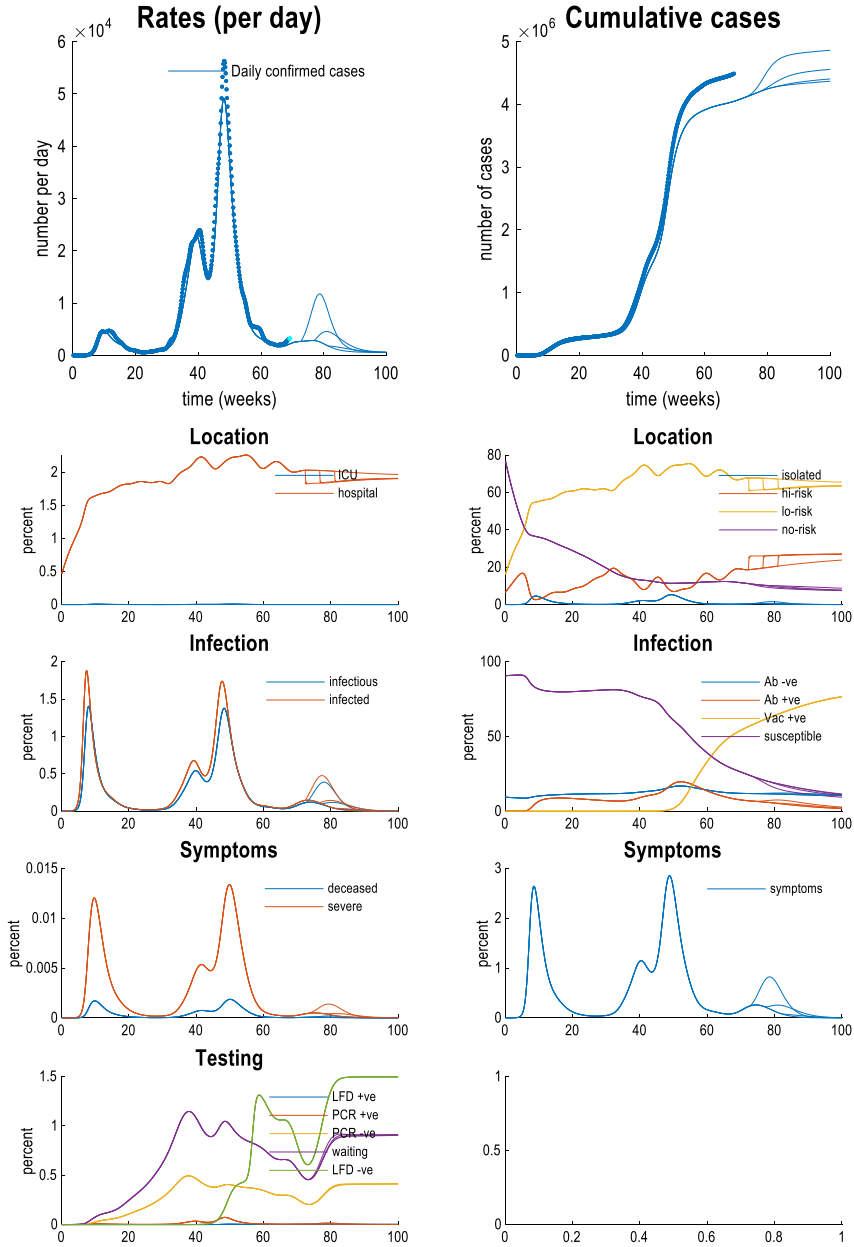 Rates (per day)
×10⁴
6
5
4
3
2
1
0
number per day
Daily confirmed cases
0 20 40 60 80 100
time (weeks)
Cumulative cases
×10⁶
5
4
3
2
1
0
number of cases
0 20 40 60 80 100
time (weeks)
Location
2
1.5
1
0.5
0
percent
ICU
hospital
0 20 40 60 80 100
Location
80
60
40
20
0
percent
isolated
hi-risk
lo-risk
no-risk
0 20 40 60 80 100
Infection
2
1.5
1
0.5
0
percent
infectious
infected
0 20 40 60 80 100
Infection
100
50
0
percent
Ab -ve
Ab +ve
Vac +ve
susceptible
0 20 40 60 80 100
Symptoms
0.015
0.01
0.005
0
percent
deceased
severe
0 20 40 60 80 100
Symptoms
3
2
1
0
percent
symptoms
0 20 40 60 80 100
Testing
1.5
1
0.5
0
percent
LFD +ve
PCR +ve
PCR -ve
waiting
LFD -ve
0 20 40 60 80 100
1
0.5
0
0 0.2 0.4 0.6 0.8 1